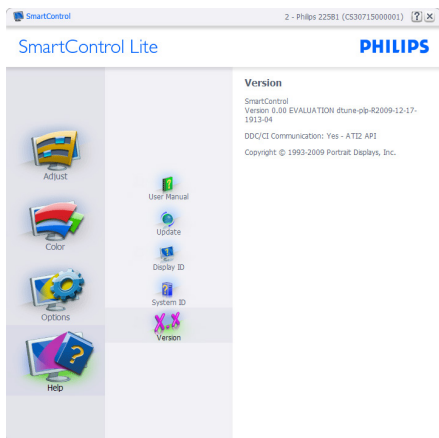 SmartControl
2 - Philips 225B1 (CS30715000001)
SmartControl Lite
PHILIPS
Adjust
Color
Options
Help
User Manual
Update
Display ID
System ID
X.X
Version
Version
SmartControl
Version 0.00 EVALUATION dtune-plp-R2009-12-17-
1913-04
DDC/CI Communication: Yes - ATI2 API
Copyright © 1993-2009 Portrait Displays, Inc.